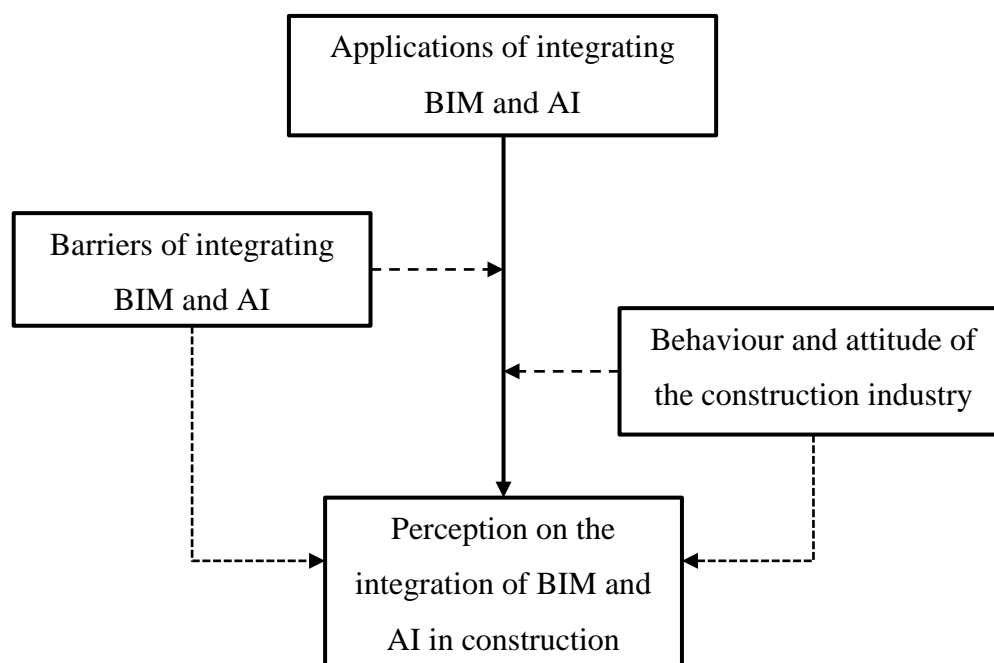 Applications of integrating
BIM and AI
Barriers of integrating
BIM and AI
Behaviour and attitude of
the construction industry
Perception on the
integration of BIM and
AI in construction